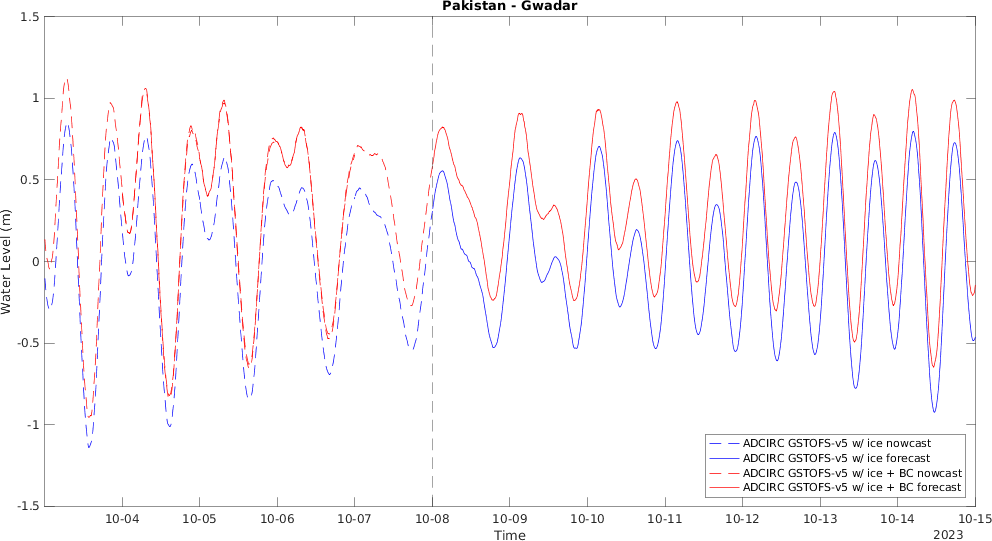 Pakistan - Gwadar
1.5
1
0.5
0
-0.5
-1
-1.5
Water Level (m)
ADCIRC GSTOFS-v5 w/ ice nowcast
ADCIRC GSTOFS-v5 w/ ice forecast
ADCIRC GSTOFS-v5 w/ ice + BC nowcast
ADCIRC GSTOFS-v5 w/ ice + BC forecast
10-04 10-05 10-06 10-07 10-08 10-09 10-10 10-11 10-12 10-13 10-14 10-15
Time
2023